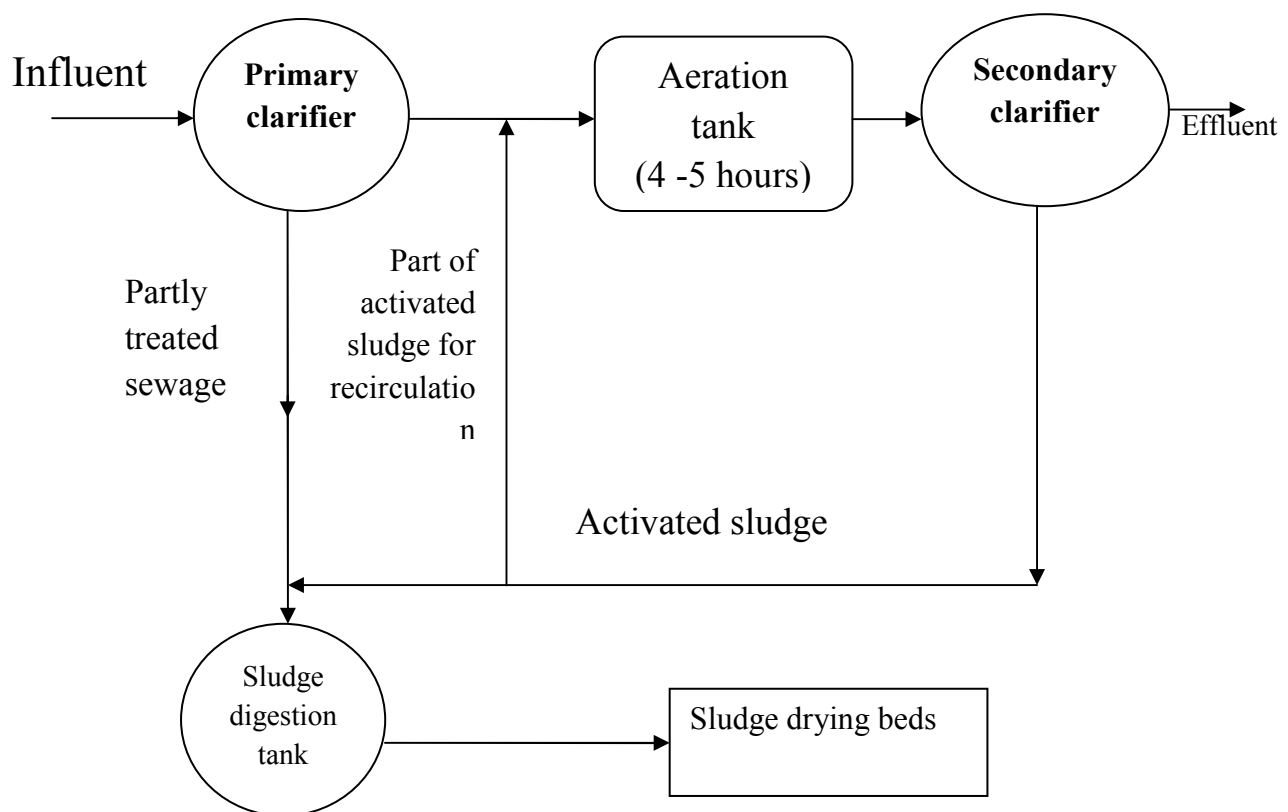 Influent
Primary
clarifier
Aeration
tank
(4 -5 hours)
Secondary
clarifier
Effluent
Partly
treated
sewage
Part of
activated
sludge for
recirculatio
n
Activated sludge
Sludge
digestion
tank
Sludge drying beds